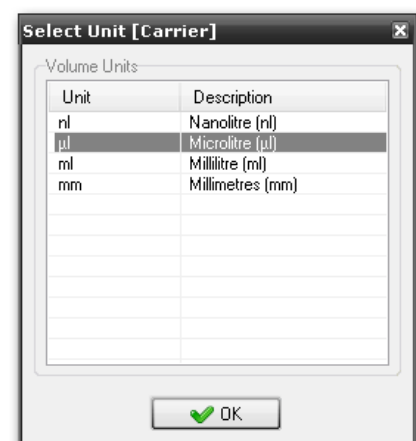 Select Unit [Carrier]
Volume Units
Unit Description
nl Nanolitre (nl)
µl Microlitre (µl)
ml Millilitre (ml)
mm Millimetres (mm)
OK